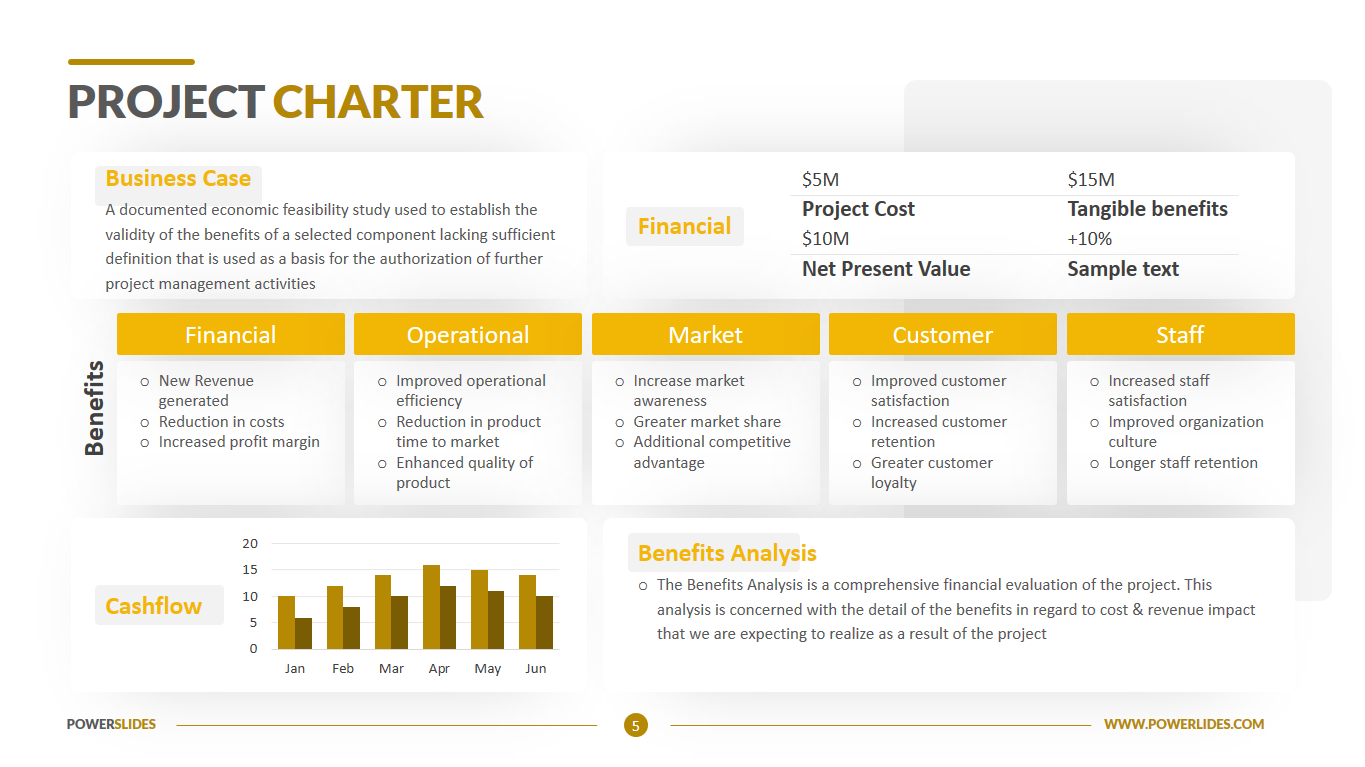 PROJECT CHARTER
Business Case
A documented economic feasibility study used to establish the
validity of the benefits of a selected component lacking sufficient
definition that is used as a basis for the authorization of further
project management activities
Financial
$5M
$15M
Project Cost
Tangible benefits
$10M
+10%
Net Present Value
Sample text
Benefits
Financial
New Revenue
generated
Reduction in costs
Increased profit margin
Operational
Improved operational
efficiency
Reduction in product
time to market
Enhanced quality of
product
Market
Increase market
awareness
Greater market share
Additional competitive
advantage
Customer
Improved customer
satisfaction
Increased customer
retention
Greater customer
loyalty
Staff
Increased staff
satisfaction
Improved organization
culture
Longer staff retention
Cashflow
20
15
10
5
0
Jan Feb Mar Apr May Jun
Benefits Analysis
The Benefits Analysis is a comprehensive financial evaluation of the project. This
analysis is concerned with the detail of the benefits in regard to cost & revenue impact
that we are expecting to realize as a result of the project
POWERSLIDES
5
WWW.POWERLIDES.COM